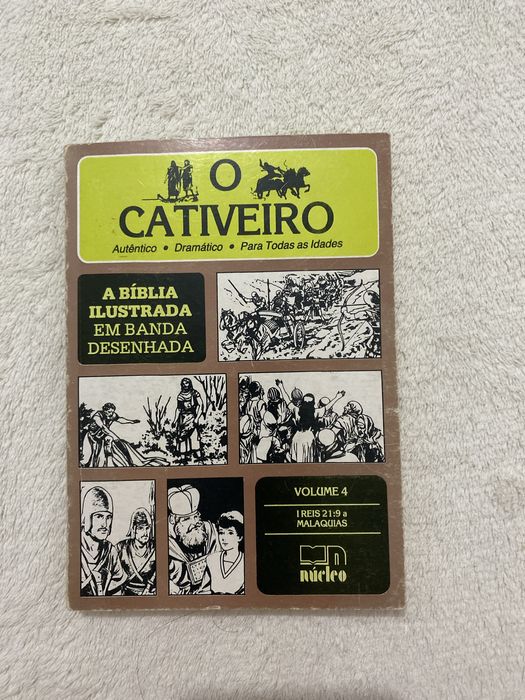 O
CATIVEIRO
Autêntico • Dramático • Para Todas as Idades
A BÍBLIA
ILUSTRADA
EM BANDA
DESENHADA
VOLUME 4
I REIS 21:9 a
MALAQUIAS
núcleo